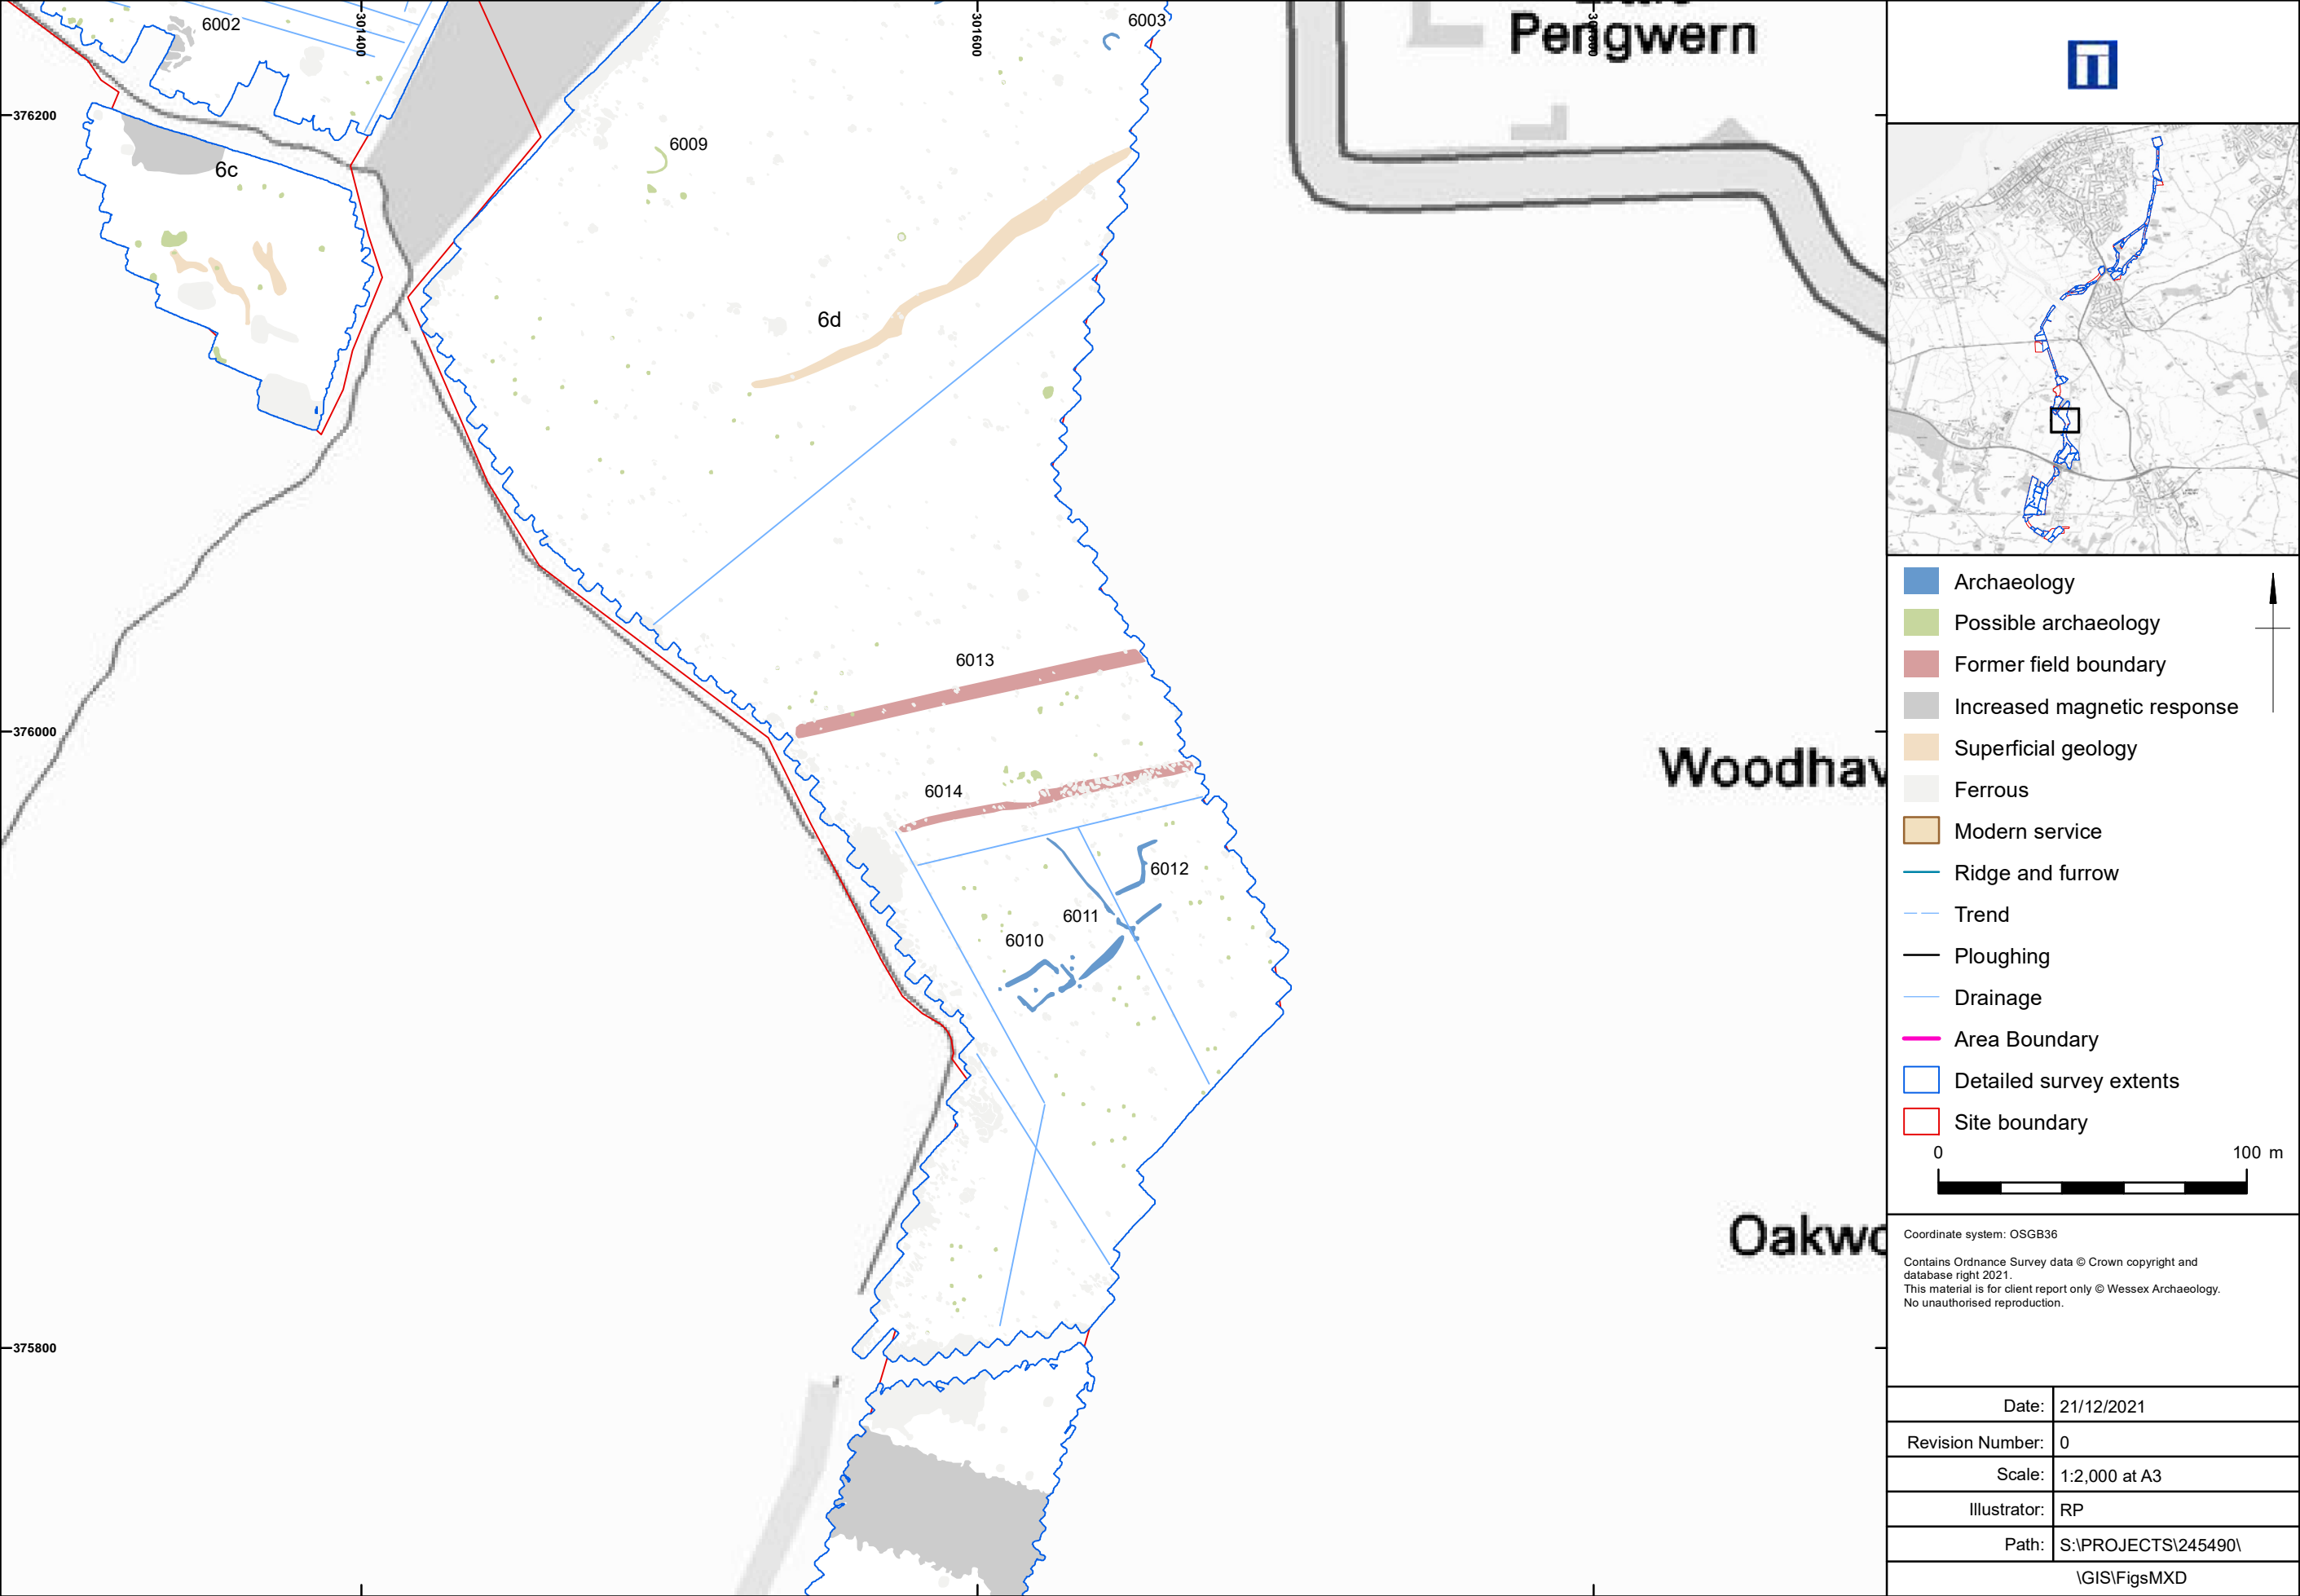 6002
301400
301600
6003
Pengwern
376200
6c
6009
6d
6013
376000
Woodhav
6014
6012
6011
6010
Oakwo
375800
Archaeology
Possible archaeology
Former field boundary
Increased magnetic response
Superficial geology
Ferrous
Modern service
Ridge and furrow
Trend
Ploughing
Drainage
Area Boundary
Detailed survey extents
Site boundary
0 100 m
Coordinate system: OSGB36
Contains Ordnance Survey data © Crown copyright and
database right 2021.
This material is for client report only © Wessex Archaeology.
No unauthorised reproduction.
Date: 21/12/2021
Revision Number: 0
Scale: 1:2,000 at A3
Illustrator: RP
Path: S:\PROJECTS\245490\
\GIS\FigsMXD